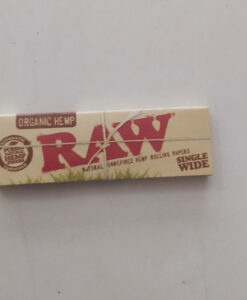 ORGANIC HEMP
RAW
NATURAL UNREFINED HEMP ROLLING PAPERS
SINGLE
WIDE